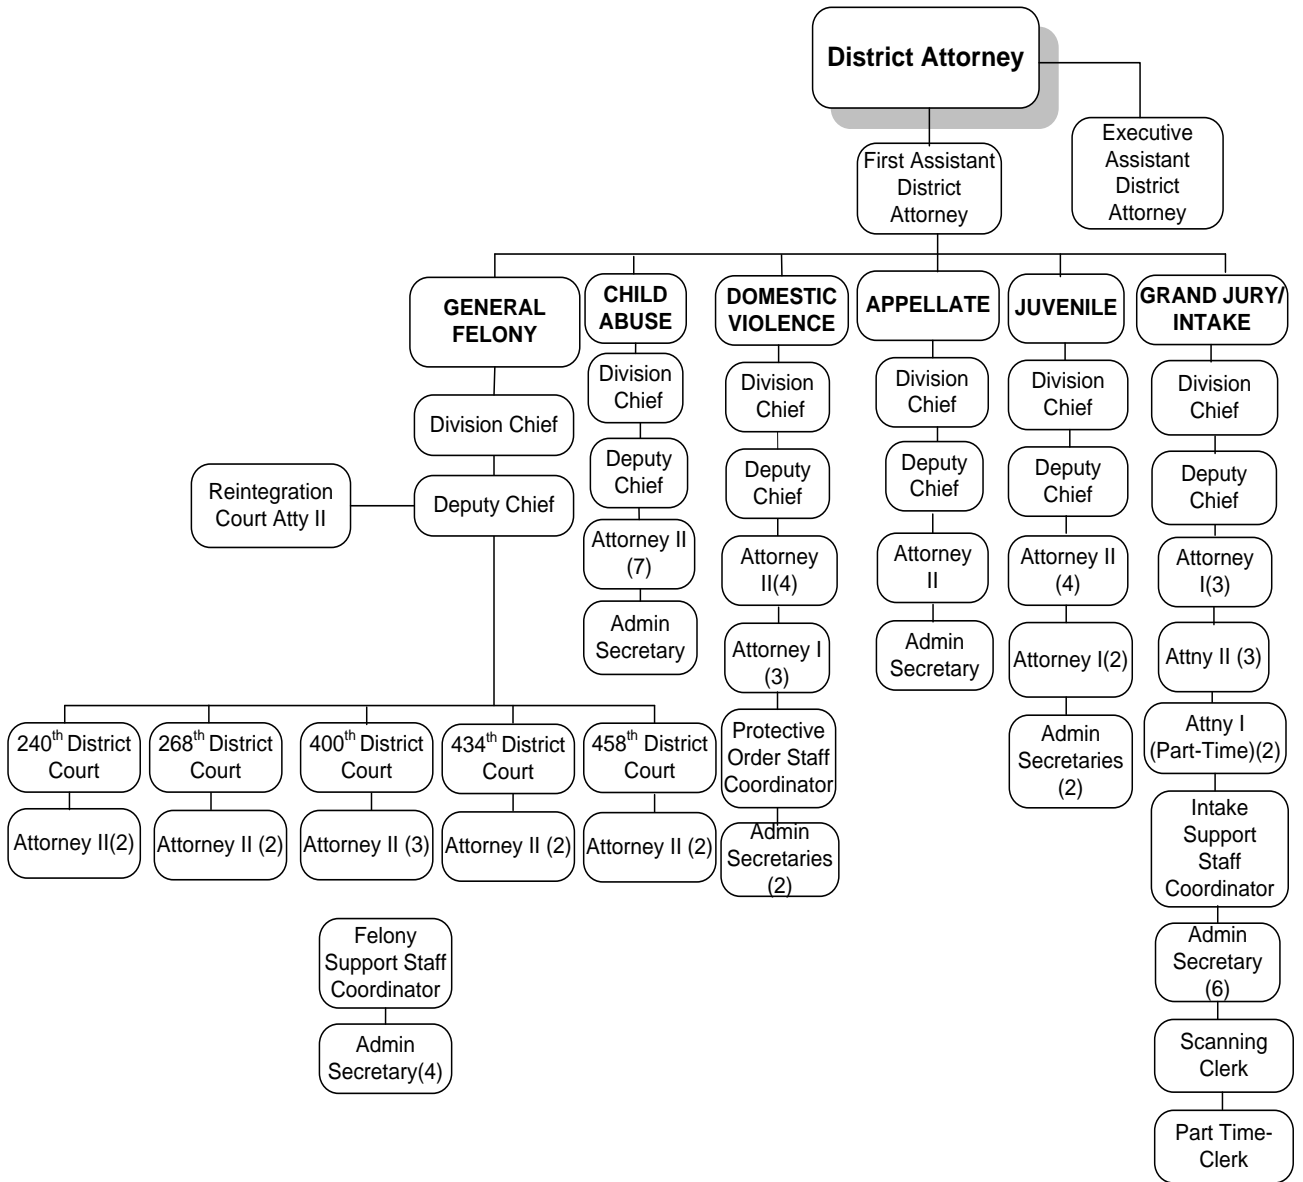 District Attorney
Executive
Assistant
District
Attorney
First Assistant
District
Attorney
GENERAL
FELONY
Division Chief
Deputy Chief
Reintegration
Court Atty II
240th District
Court
Attorney II(2)
268th District
Court
Attorney II (2)
400th District
Court
Attorney II (3)
434th District
Court
Attorney II (2)
458th District
Court
Attorney II (2)
Felony
Support Staff
Coordinator
Admin
Secretary(4)
CHILD
ABUSE
Division
Chief
Deputy
Chief
Attorney II
(7)
Admin
Secretary
DOMESTIC
VIOLENCE
Division
Chief
Deputy
Chief
Attorney
II(4)
Attorney I
(3)
Protective
Order Staff
Coordinator
Admin
Secretaries
(2)
APPELLATE
Division
Chief
Deputy
Chief
Attorney
II
Admin
Secretary
JUVENILE
Division
Chief
Deputy
Chief
Attorney II
(4)
Attorney I(2)
Admin
Secretaries
(2)
GRAND JURY/
INTAKE
Division
Chief
Deputy
Chief
Attorney
I(3)
Attny II (3)
Attny I
(Part-Time)(2)
Intake
Support
Staff
Coordinator
Admin
Secretary
(6)
Scanning
Clerk
Part Time-
Clerk